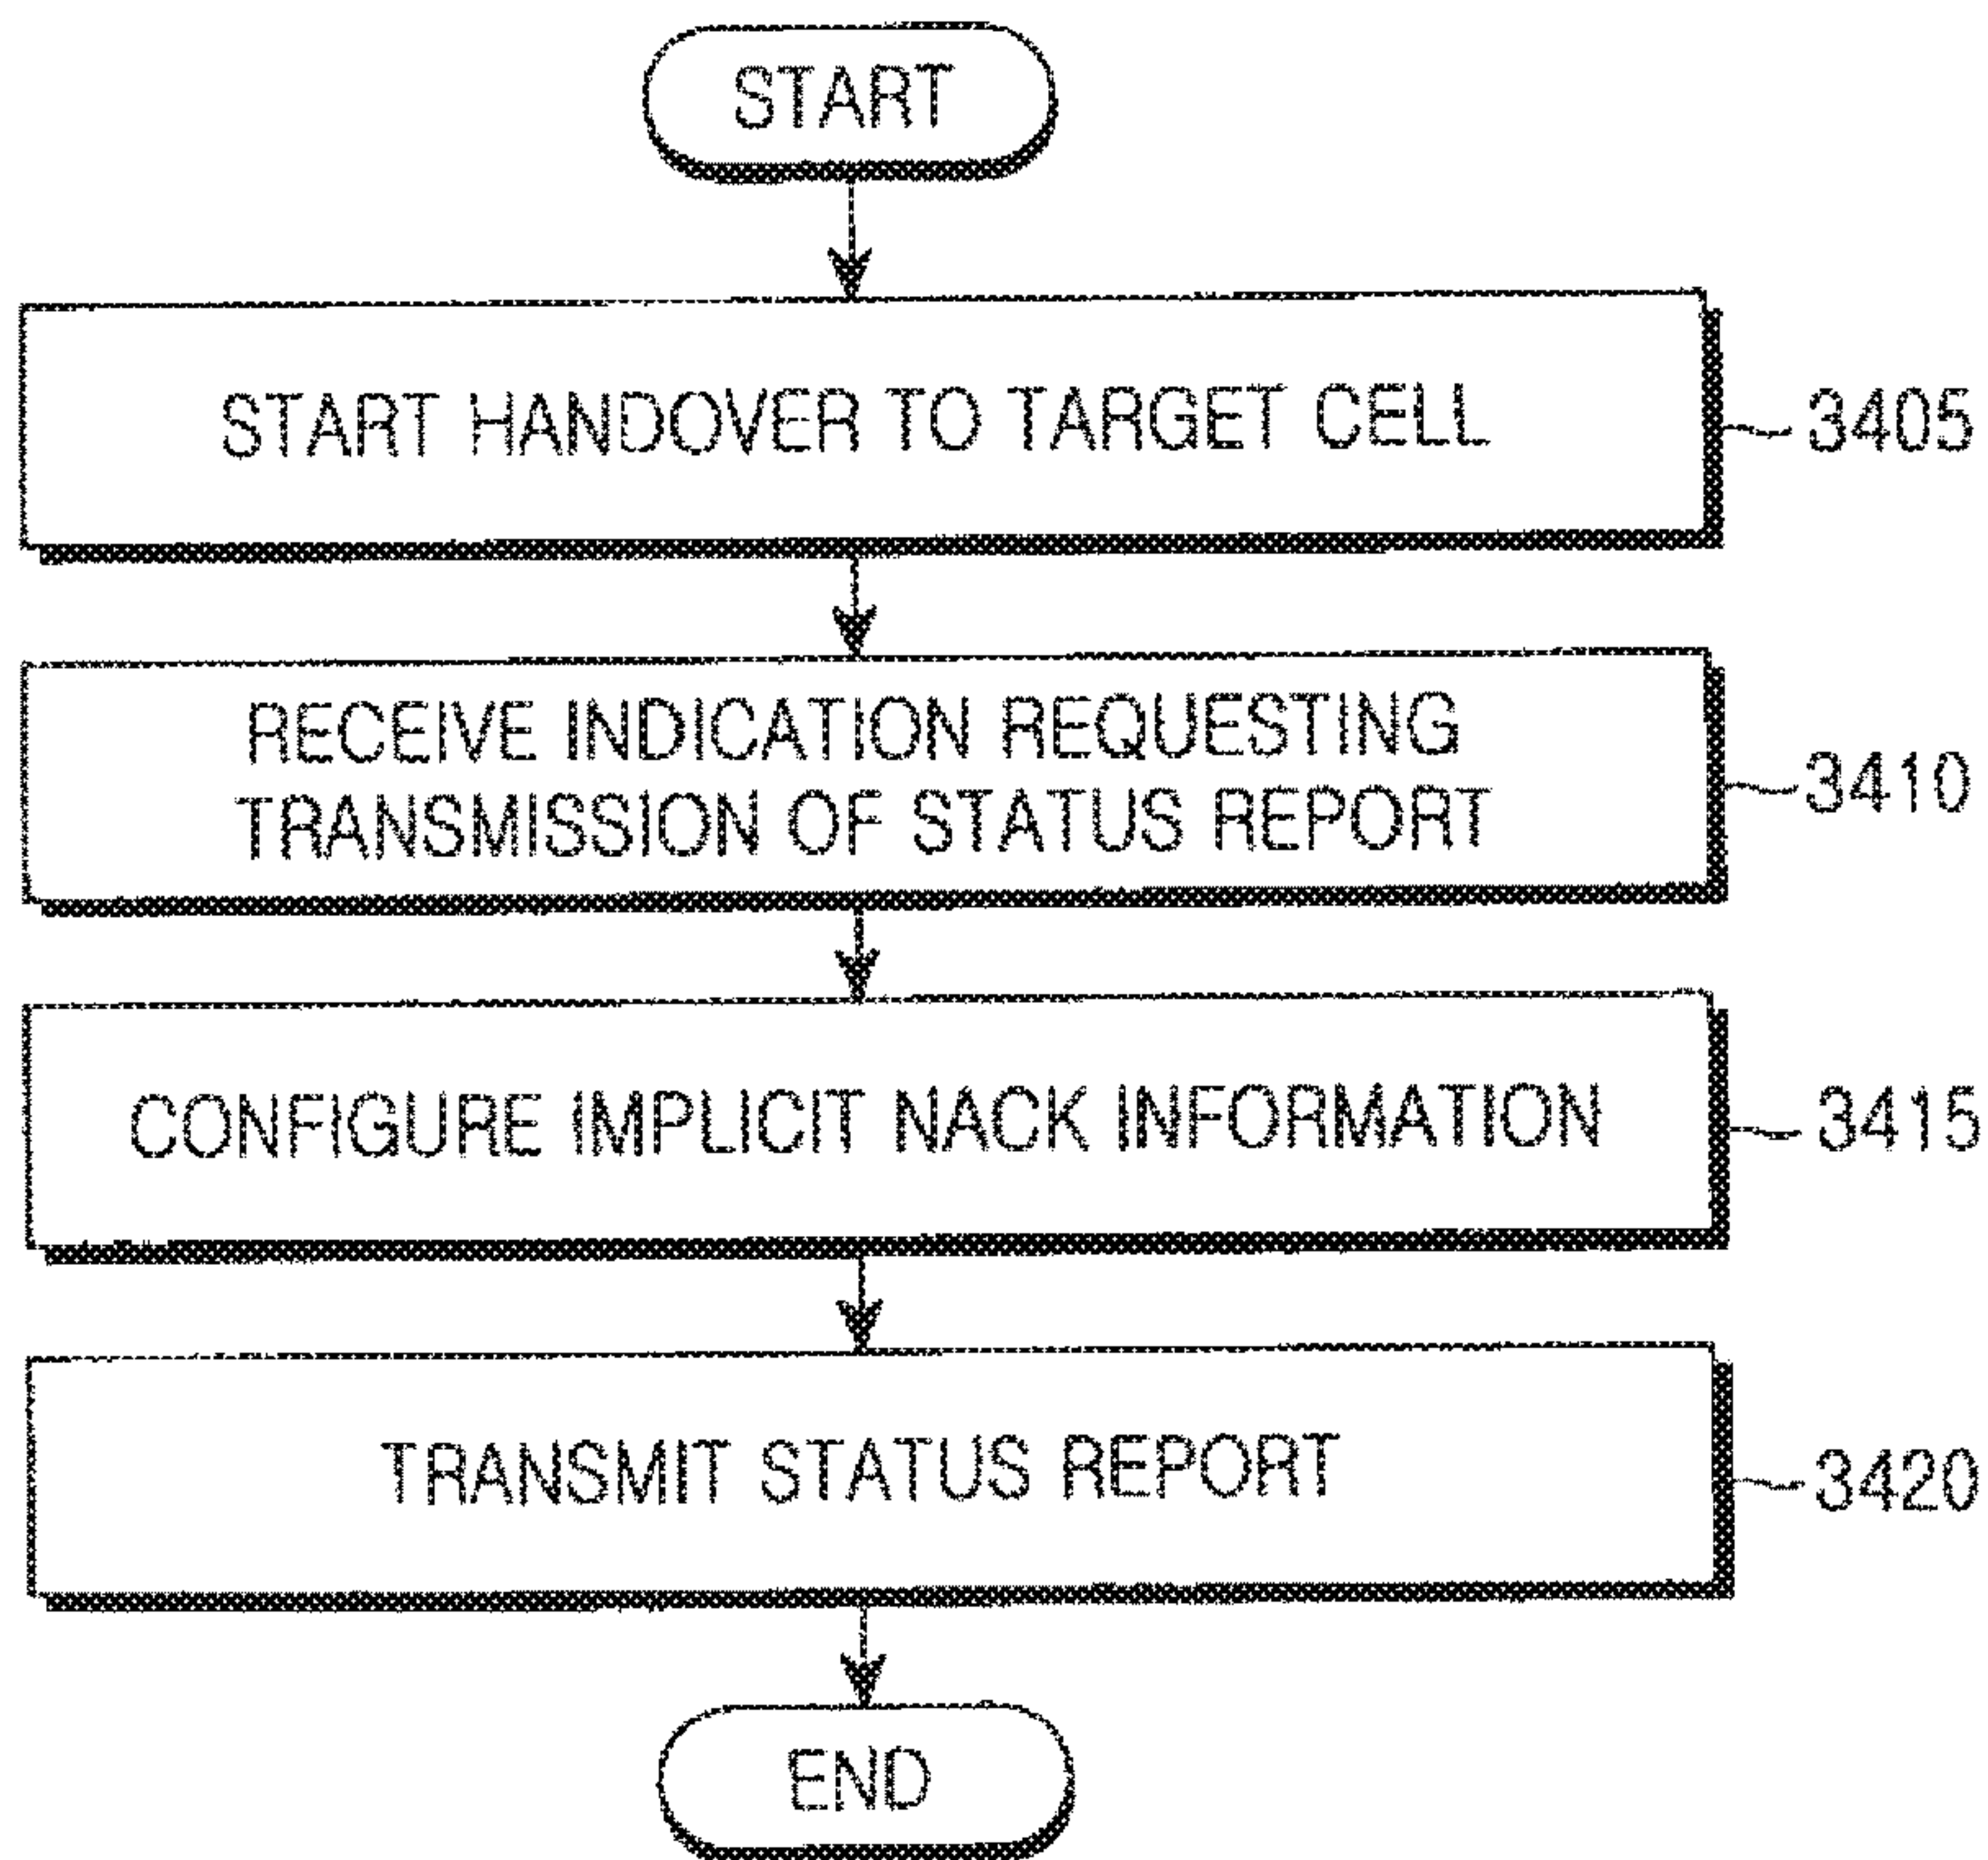 START
START HANDOVER TO TARGET CELL
3405
RECEIVE INDICATION REQUESTING
TRANSMISSION OF STATUS REPORT
3410
CONFIGURE IMPLICIT NACK INFORMATION
3415
TRANSMIT STATUS REPORT
3420
END